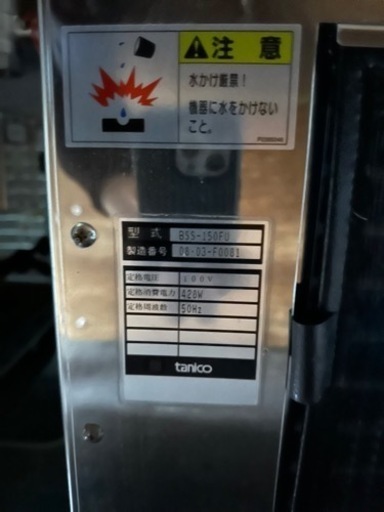 注 意
水かけ厳禁！
機器に水をかけない
こと。
型 式 BSS-150FU
製造番号 08-03-F0081
定格電圧 100V
定格消費電力 428W
定格周波数 50Hz
tanico